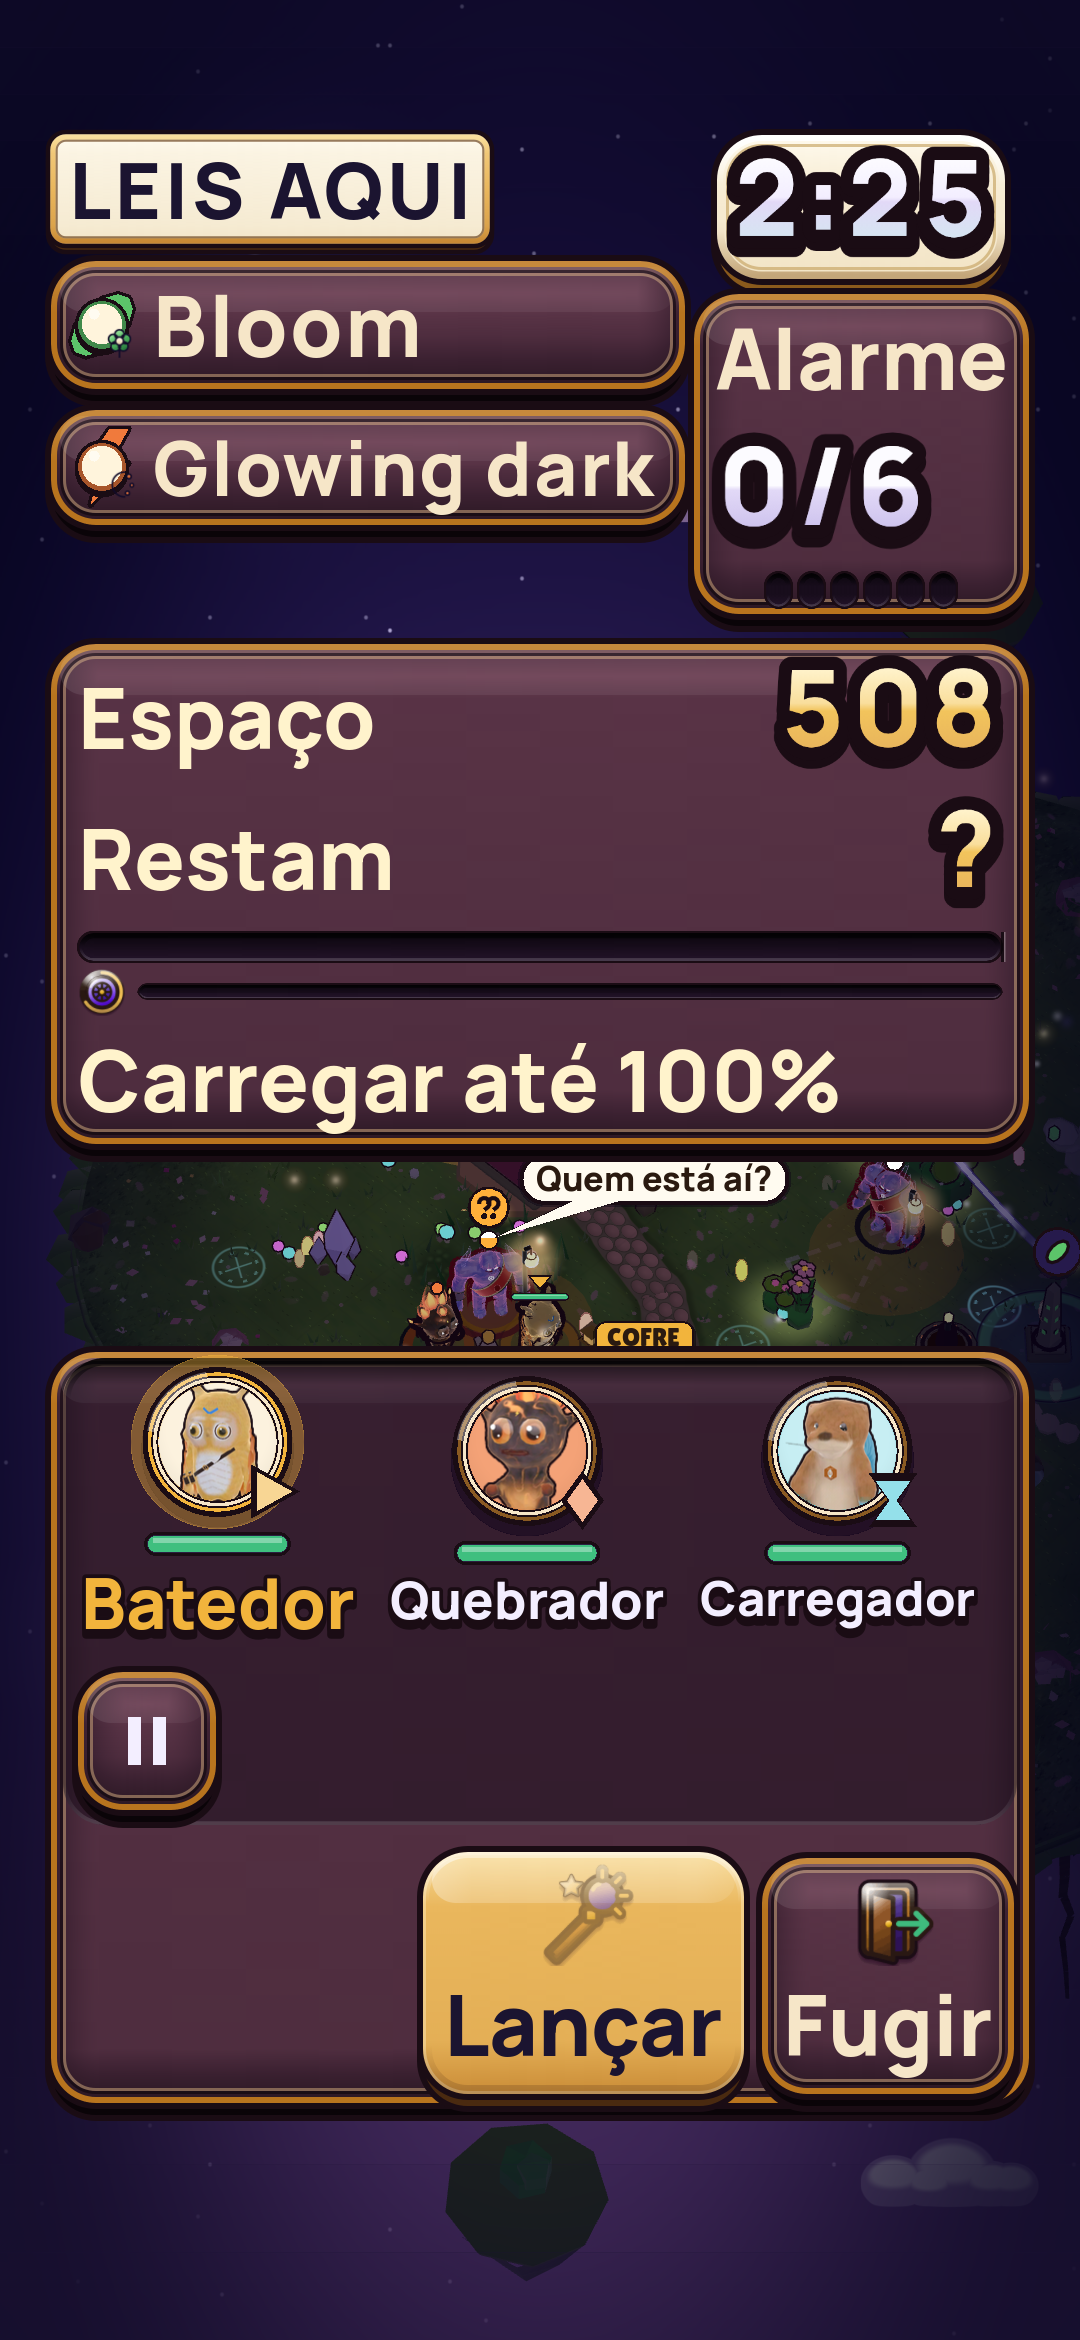 LEIS AQUI
2:25
Bloom
Glowing dark
Alarme
0/6
Espaço
508
Restam
?
Carregar até 100%
Quem está aí?
??
COFRE
Batedor
Quebrador
Carregador
Lançar
Fugir